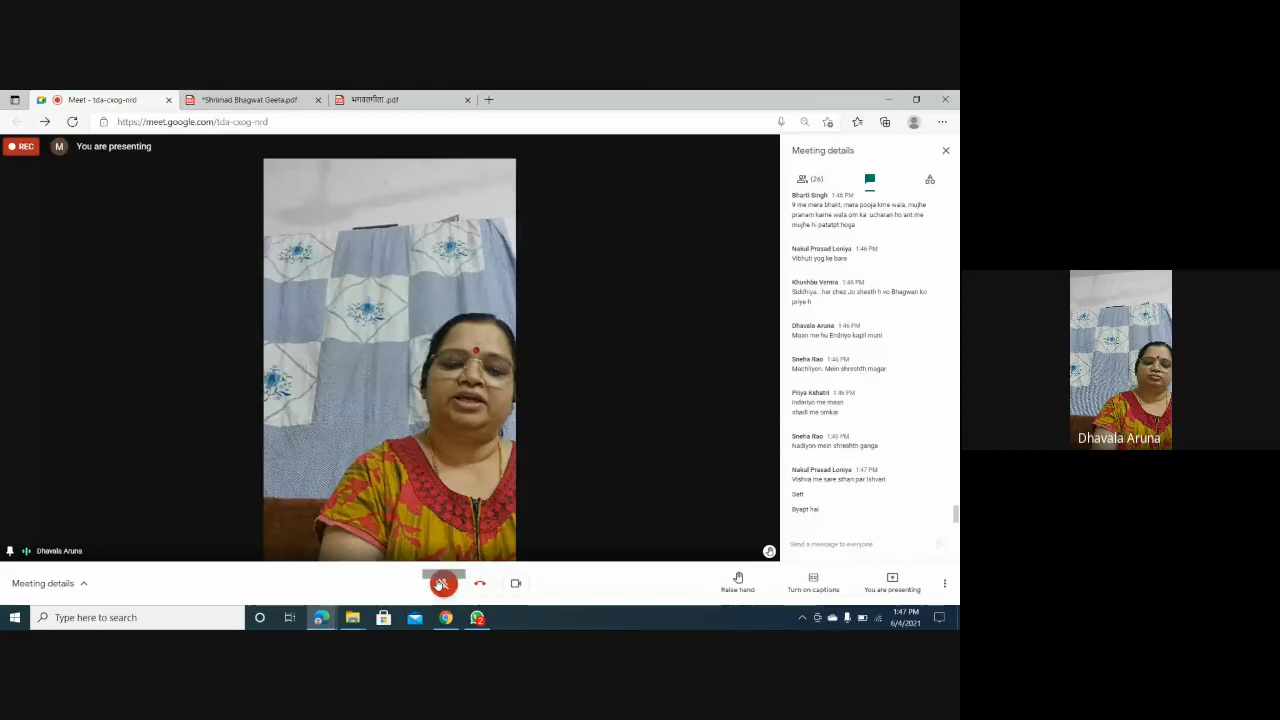 Meet - tda-cxog-nrd
*Shrimad Bhagwat Geeta.pdf
भगवतगीता .pdf
https://meet.google.com/tda-cxog-nrd
REC
M
You are presenting
Meeting details
(26)
Bharti Singh 1:46 PM
9 me mera bhakt, mera pooja krne wala, mujhe
pranam karne wala om ka ucharan ho ant me
mujhe hi patatpt hoga
Nakul Prasad Loniya 1:46 PM
Vibhuti yog ke bare
Khushbu Verma 1:46 PM
Siddhiya...har chez Jo shesth h vo Bhagwan ko
priye h
Dhavala Aruna 1:46 PM
Maan me hu Endriyo kapil muni
Sneha Rao 1:46 PM
Machliyon. Mein shreshth magar
Priya Kshatri 1:46 PM
indariyo me maan
shadi me omkar
Sneha Rao 1:46 PM
Nadiyon mein shreshth ganga
Nakul Prasad Loniya 1:47 PM
Vishva me sare sthan par Ishvari
Satt
Byapt hai
Send a message to everyone
Dhavala Aruna
Dhavala Aruna
Meeting details
Raise hand
Turn on captions
You are presenting
Type here to search
2
1:47 PM
6/4/2021